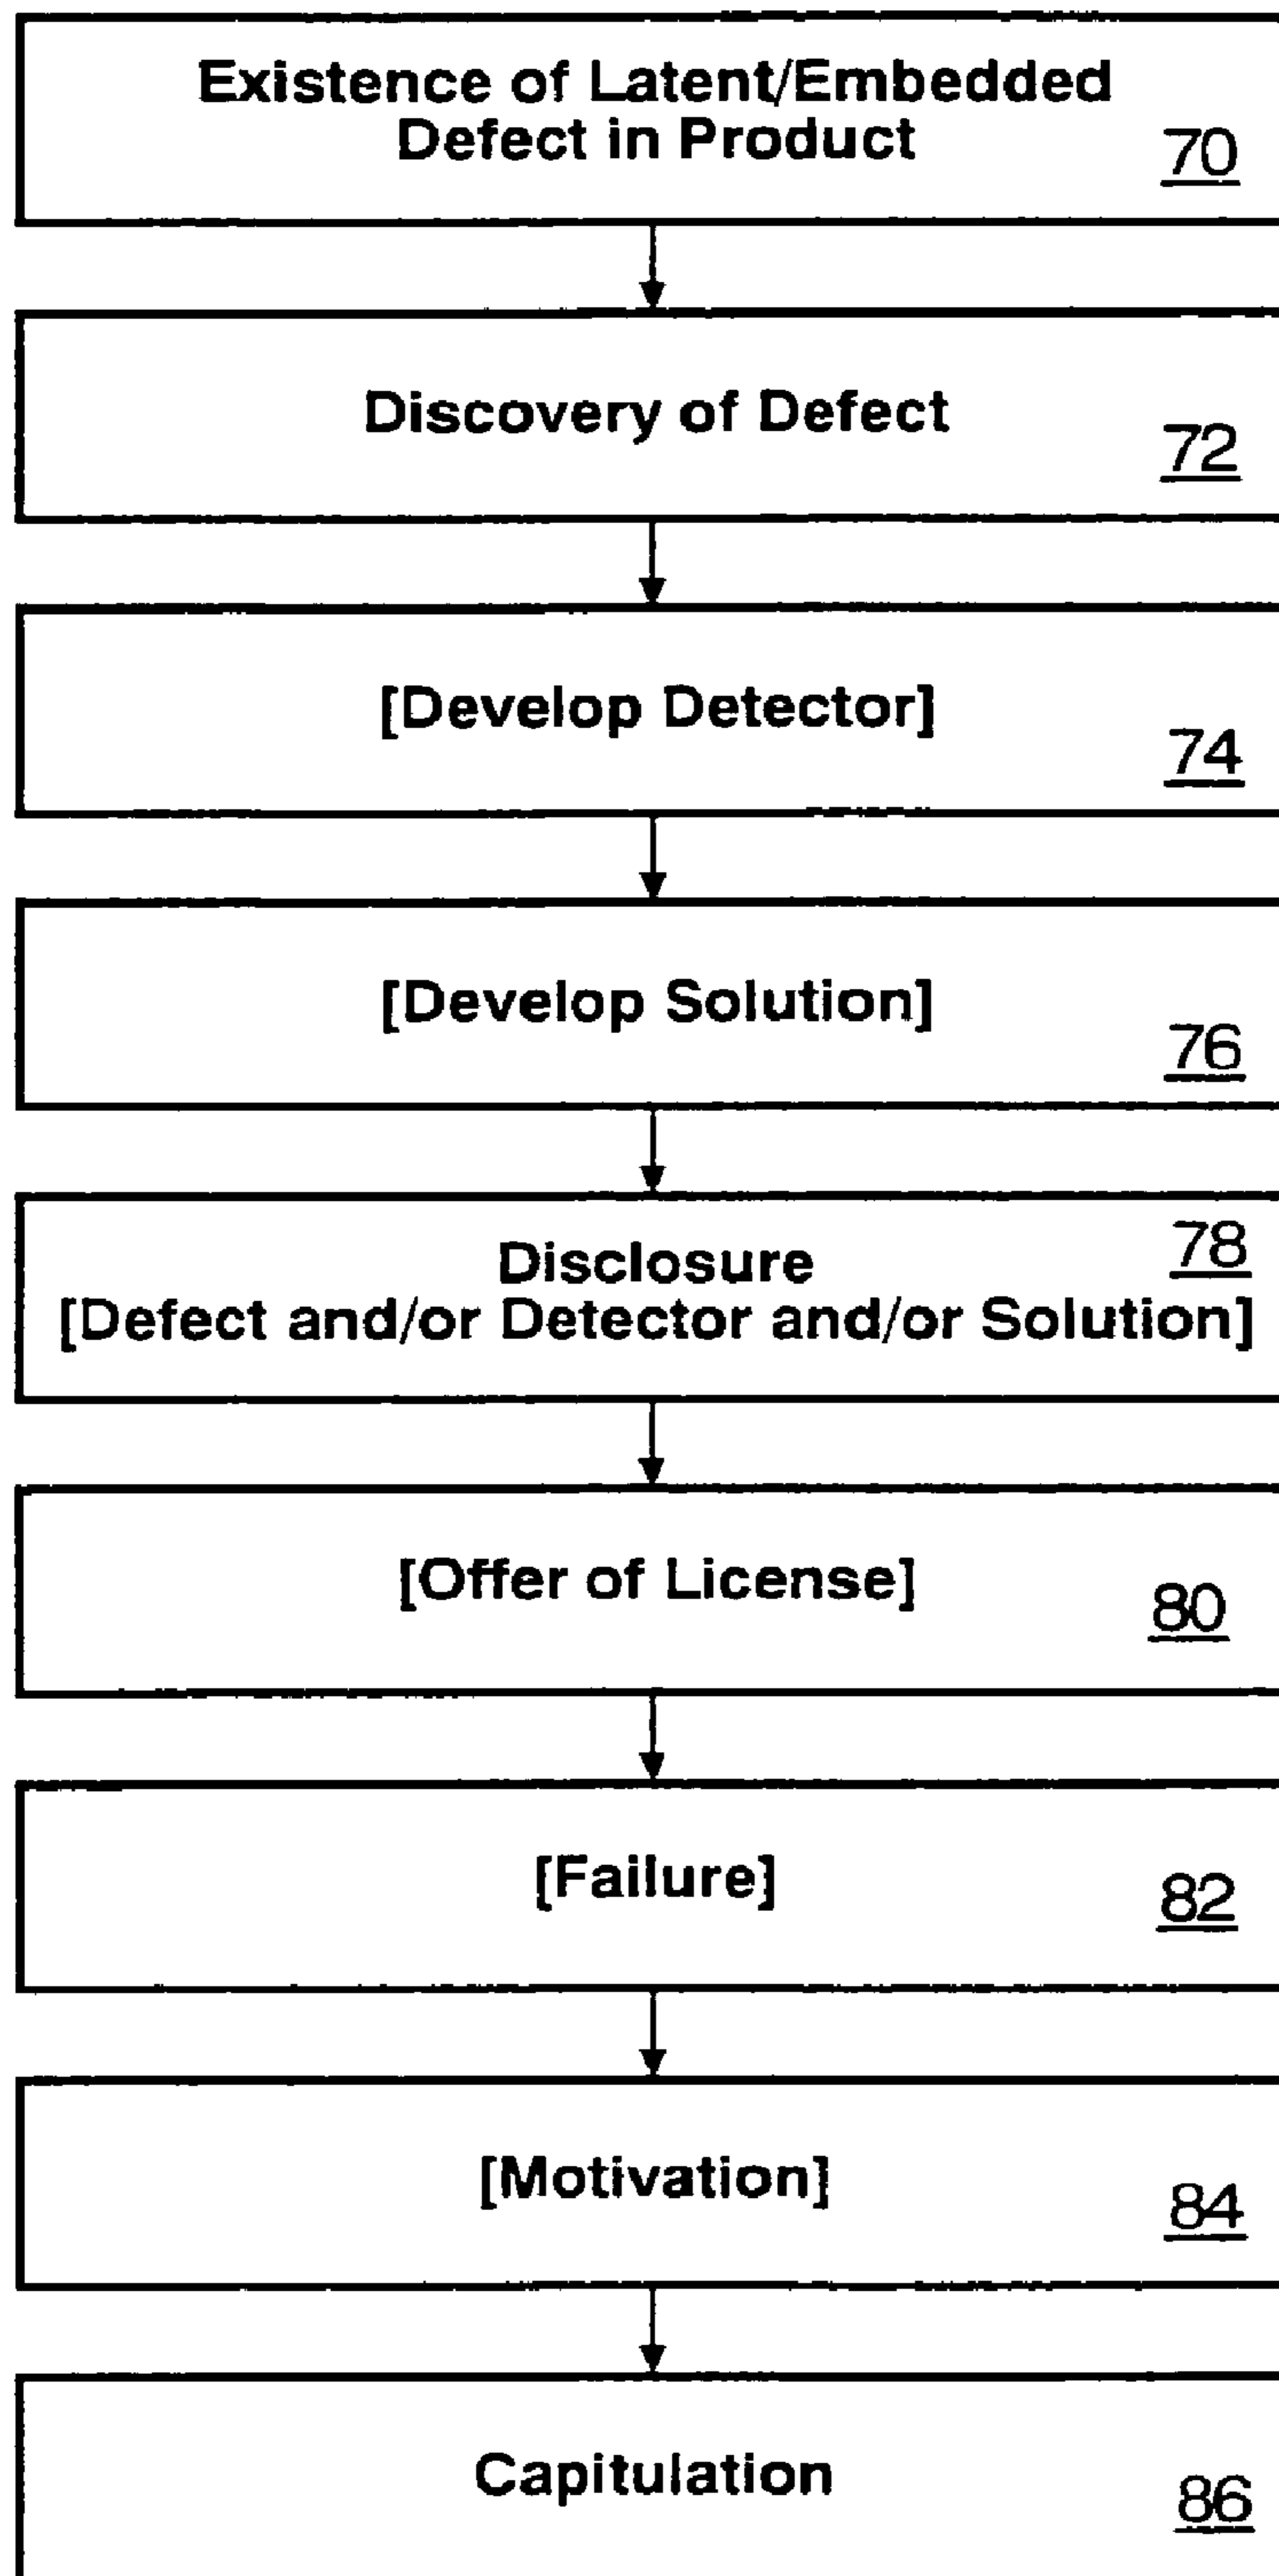 Existence of Latent/Embedded
Defect in Product
70
Discovery of Defect
72
[Develop Detector]
74
[Develop Solution]
76
Disclosure
78
[Defect and/or Detector and/or Solution]
[Offer of License]
80
[Failure]
82
[Motivation]
84
Capitulation
86